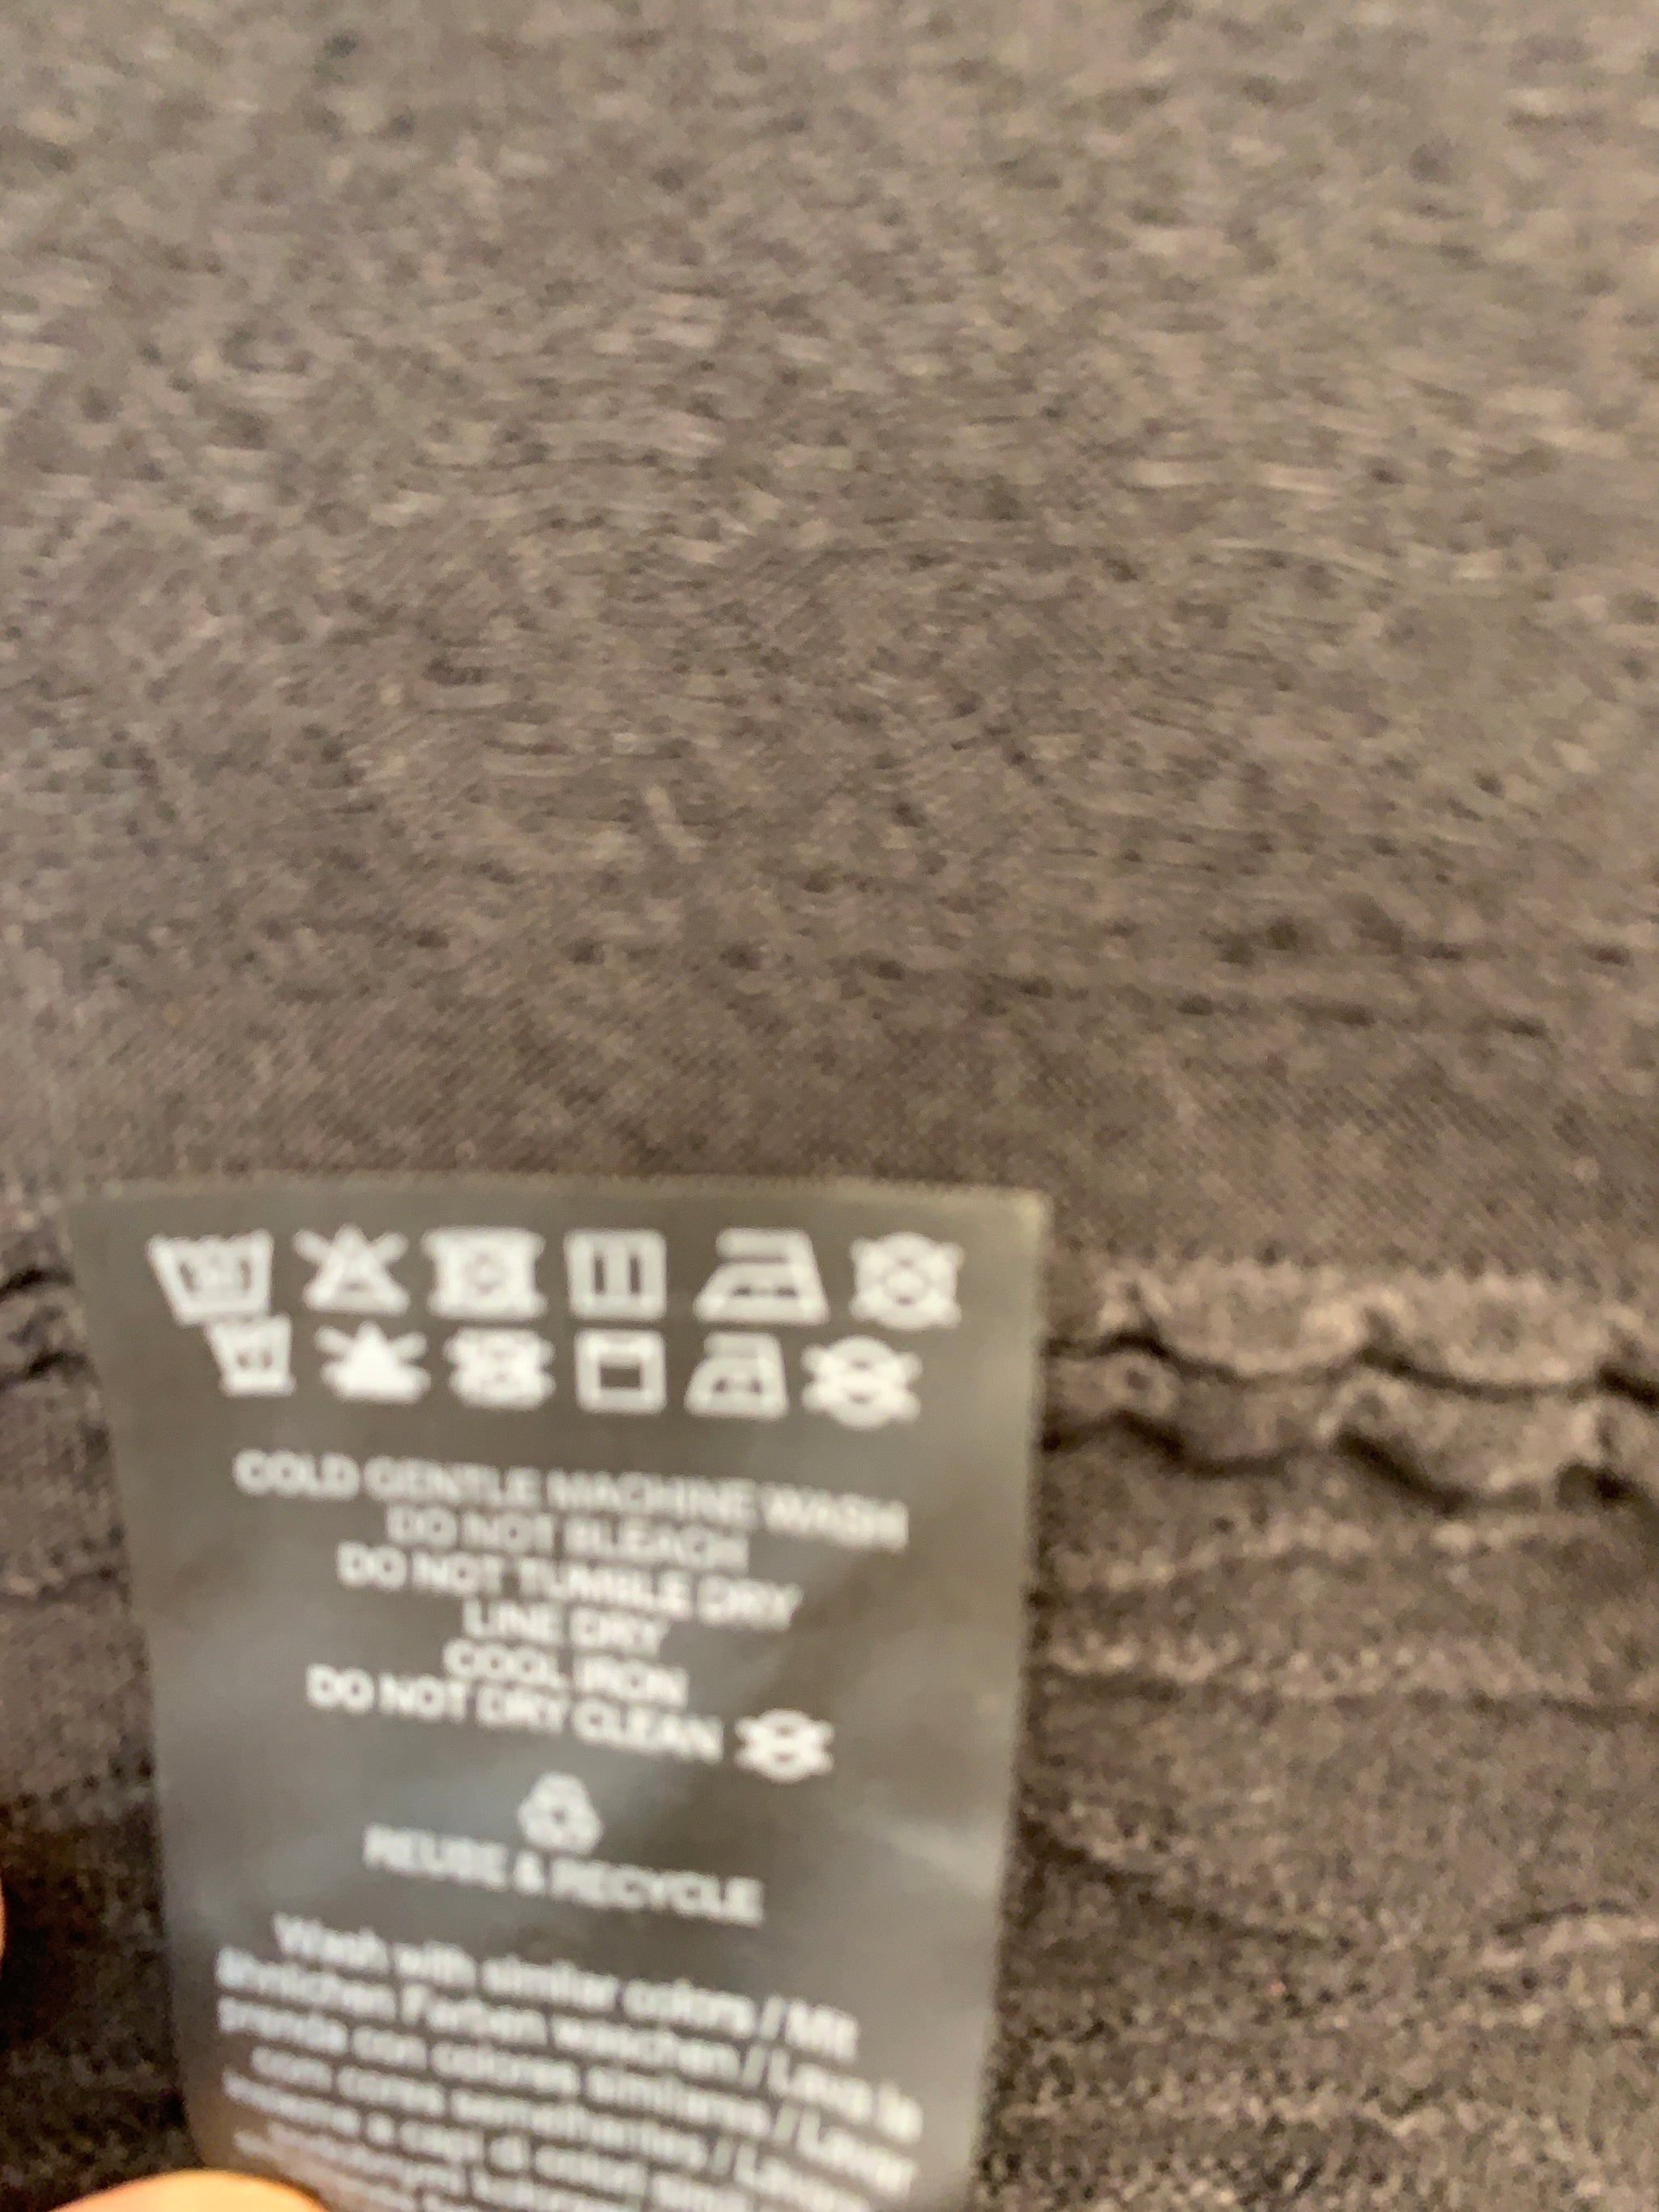 COLD GENTLE MACHINE WASH
DO NOT BLEACH
DO NOT TUMBLE DRY
LINE DRY
COOL IRON
DO NOT DRY CLEAN
REUSE & RECYCLE
Wash with similar colors / Mit
ähnlichen Farben waschen / Lava la
prenda con colores similares / Laver
com cores semelhantes /
insieme a capi di colori simili